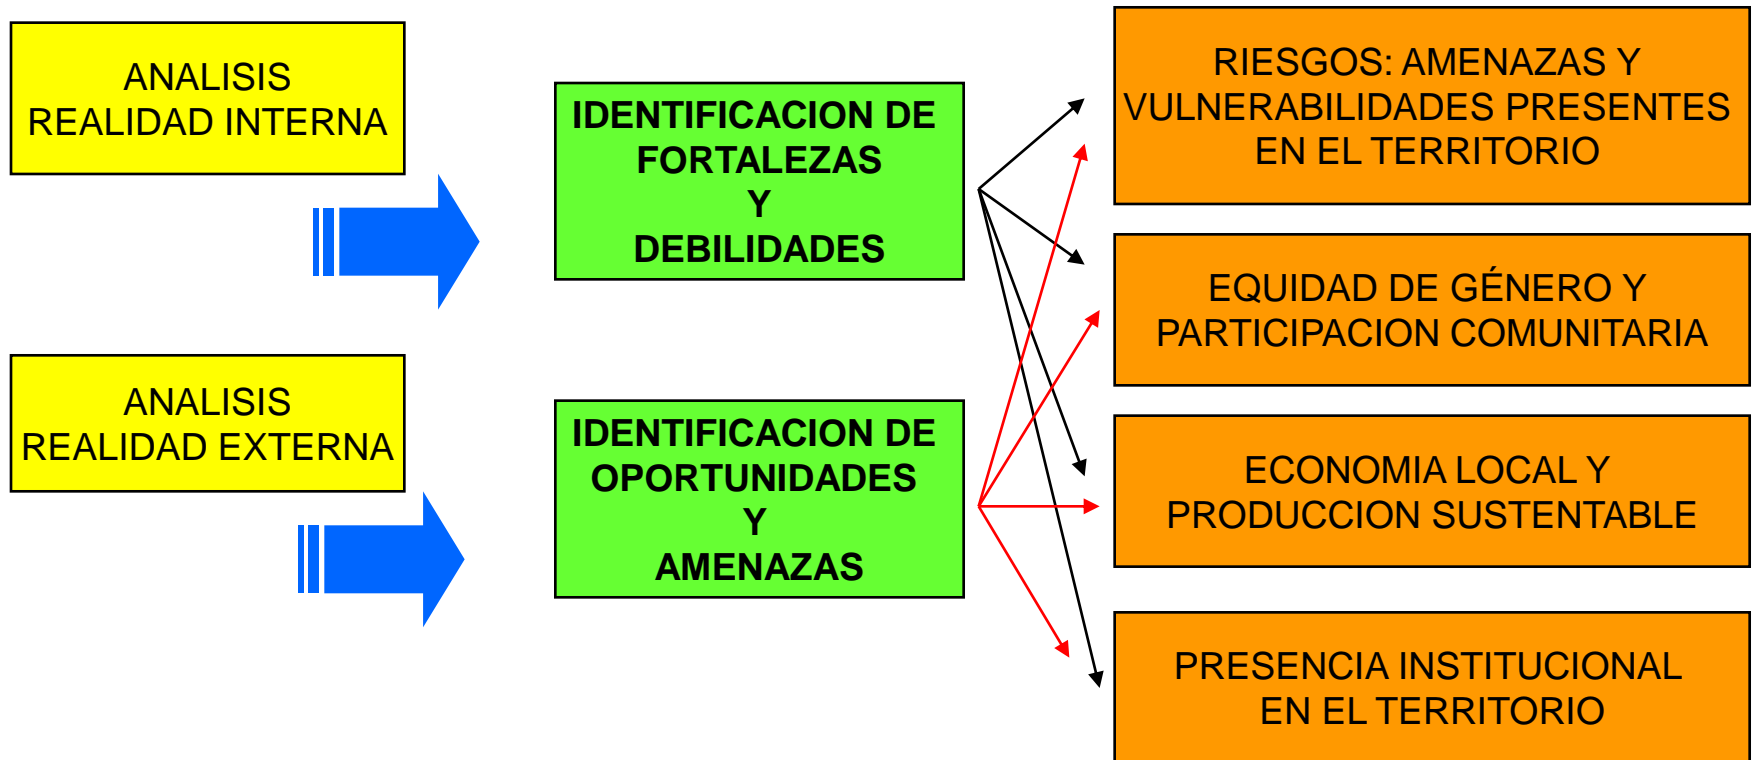 ANALISIS
REALIDAD INTERNA
ANALISIS
REALIDAD EXTERNA
IDENTIFICACION DE
FORTALEZAS
Y
DEBILIDADES
IDENTIFICACION DE
OPORTUNIDADES
Y
AMENAZAS
RIESGOS: AMENAZAS Y
VULNERABILIDADES PRESENTES
EN EL TERRITORIO
EQUIDAD DE GÉNERO Y
PARTICIPACION COMUNITARIA
ECONOMIA LOCAL Y
PRODUCCION SUSTENTABLE
PRESENCIA INSTITUCIONAL
EN EL TERRITORIO